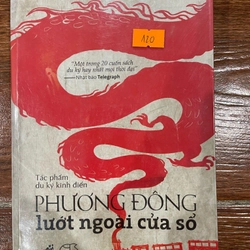 A10
"Một trong 20 cuốn sách
du ký hay nhất mọi thời đại"
Nhật báo Telegraph
Tác phẩm
du ký kinh điển
PHƯƠNG ĐÔNG
lướt ngoài cửa sổ